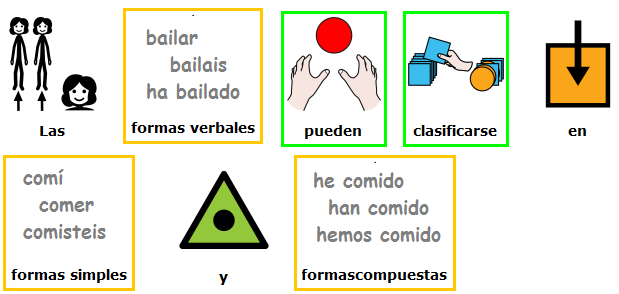 bailar
bailais
ha bailado
Las
formas verbales
pueden
clasificarse
en
comí
comer
comisteis
formas simples
y
he comido
han comido
hemos comido
formascompuestas